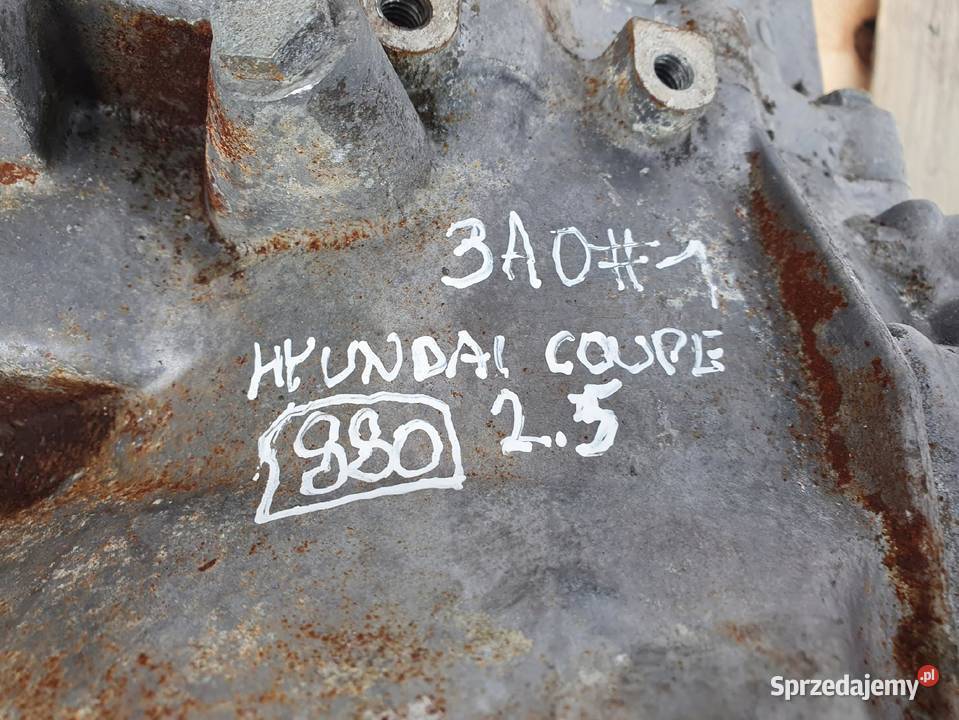 3A0#1
HYUNDAI COUPE
880 2.5
Sprzedajemy.pl